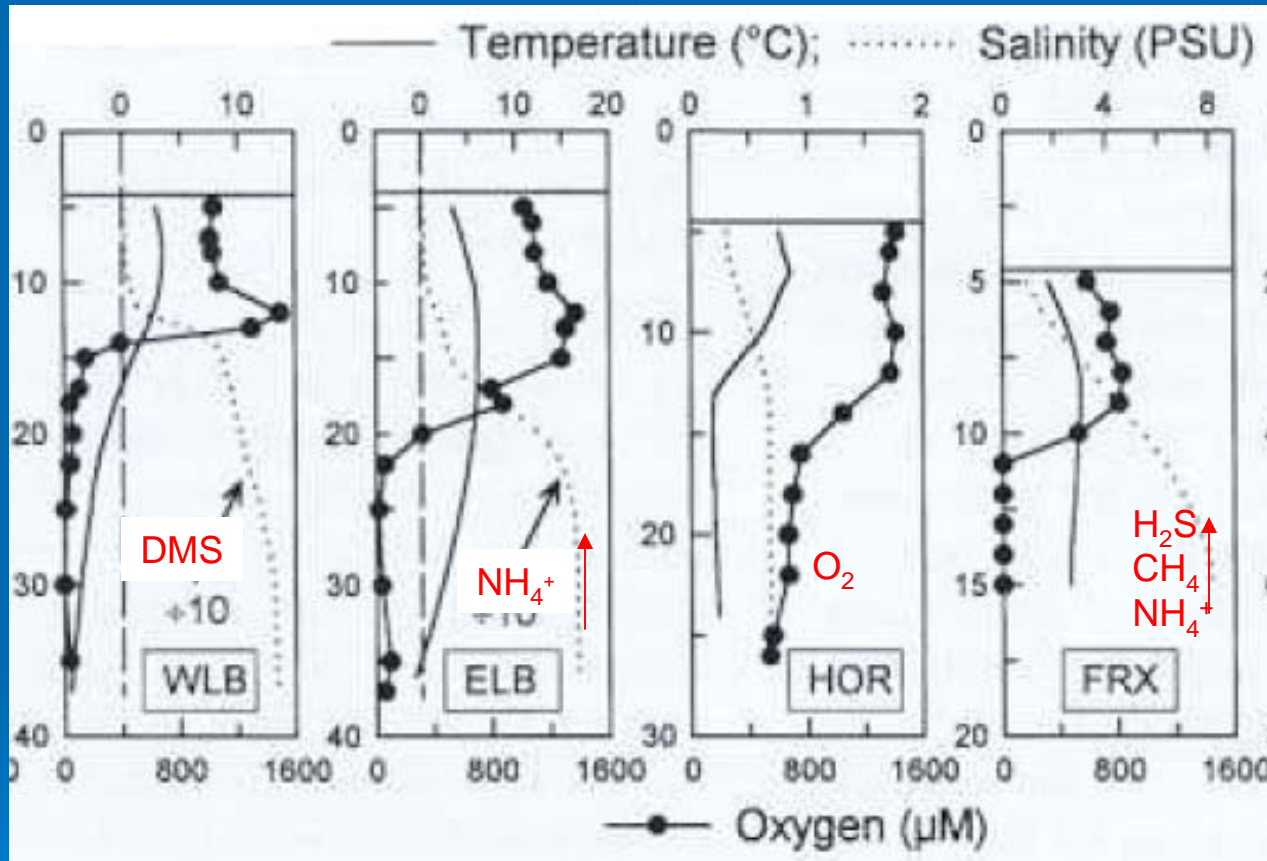 Temperature (°C); Salinity (PSU)
0 10 0 10 20 0 1 2 0 4 8
0 0 0 0
10 10 10 5
20 20 20 10
30 30 15
40 40 30 20
DMS
NH₄⁺
O₂
H₂S
CH₄
NH₄⁺
÷10
WLB ELB HOR FRX
0 800 1600 0 800 1600 0 800 1600 0 800 1600
Oxygen (µM)